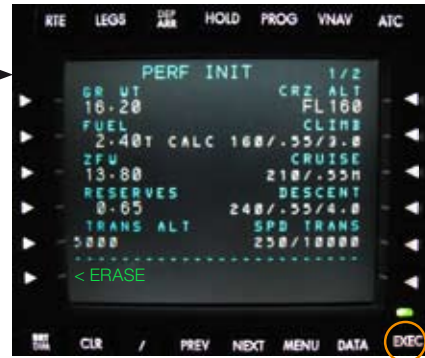 RTE LEGS DEP ARR HOLD PROG VNAV ATC
PERF INIT 1/2
GR WT CRZ ALT
16.20 FL160
FUEL CLIMB
2.40T CALC 160/.55/3.0
ZFW CRUISE
13.80 210/.55M
RESERVES DESCENT
0.65 240/.55/4.0
TRANS ALT SPD TRANS
5000 250/10000
< ERASE
BRT DIM CLR / PREV NEXT MENU DATA EXEC